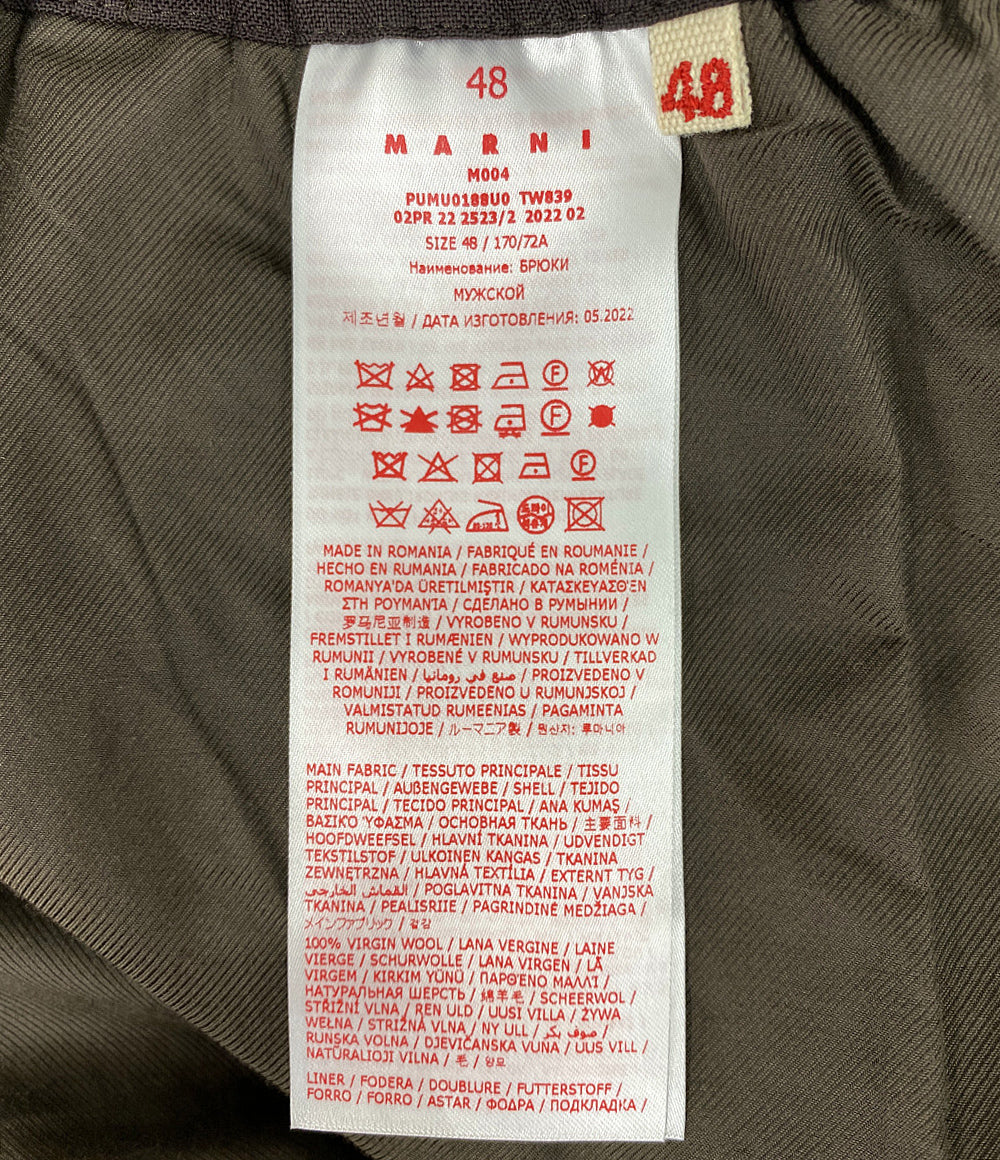 48
48
MARNI
M004
PUMU0188U0 TW839
02PR 22 2523/2 2022 02
SIZE 48 / 170/72A
Наименование: БРЮКИ
МУЖСКОЙ
제조년월 / ДАТА ИЗГОТОВЛЕНИЯ: 05.2022
F W
F
F
MADE IN ROMANIA / FABRIQUÉ EN ROUMANIE /
HECHO EN RUMANIA / FABRICADO NA ROMÉNIA /
ROMANYA'DA ÜRETILMIŞTIR / ΚΑΤΑΣΚΕΥΑΣΘ'ΕΝ
ΣΤΗ ΡΟΥΜΑΝΊΑ / СДЕЛАНО В РУМЫНИИ /
罗马尼亚制造 / VYROBENO V RUMUNSKU /
FREMSTILLET I RUMÆNIEN / WYPRODUKOWANO W
RUMUNII / VYROBENÉ V RUMUNSKU / TILLVERKAD
I RUMÄNIEN / صنع في رومانيا / PROIZVEDENO V
ROMUNIJI / PROIZVEDENO U RUMUNJSKOJ /
VALMISTATUD RUMEENIAS / PAGAMINTA
RUMUNIJOJE / ルーマニア製 / 원산지: 루마니아
MAIN FABRIC / TESSUTO PRINCIPALE / TISSU
PRINCIPAL / AUßENGEWEBE / SHELL / TEJIDO
PRINCIPAL / TECIDO PRINCIPAL / ANA KUMAŞ /
ΒΑΣΙΚ'Ο 'ΥΦΑΣΜΑ / ОСНОВНАЯ ТКАНЬ / 主要面料 /
HOOFDWEEFSEL / HLAVNÍ TKANINA / UDVENDIGT
TEKSTILSTOF / ULKOINEN KANGAS / TKANINA
ZEWNĘTRZNA / HLAVNÁ TEXTÍLIA / EXTERNT TYG /
القماش الخارجي / POGLAVITNA TKANINA / VANJSKA
TKANINA / PEALISRIIE / PAGRINDINĖ MEDŽIAGA /
メインファブリック / 겉감
100% VIRGIN WOOL / LANA VERGINE / LAINE
VIERGE / SCHURWOLLE / LANA VIRGEN / LÃ
VIRGEM / KIRKIM YÜNÜ / ΠΑΡΘ'ΕΝΟ ΜΑΛΛ'Ι /
НАТУРАЛЬНАЯ ШЕРСТЬ / 绵羊毛 / SCHEERWOL /
STŘIŽNÍ VLNA / REN ULD / UUSI VILLA / ŻYWA
WEŁNA / STRIŽNÁ VLNA / NY ULL / صوف بكر /
RUNSKA VOLNA / DJEVIČANSKA VUNA / UUS VILL /
NATŪRALIOJI VILNA / 毛 / 양모
LINER / FODERA / DOUBLURE / FUTTERSTOFF /
FORRO / FORRO / ASTAR / ΦΟΔΡΑ / ПОДКЛАДКА /